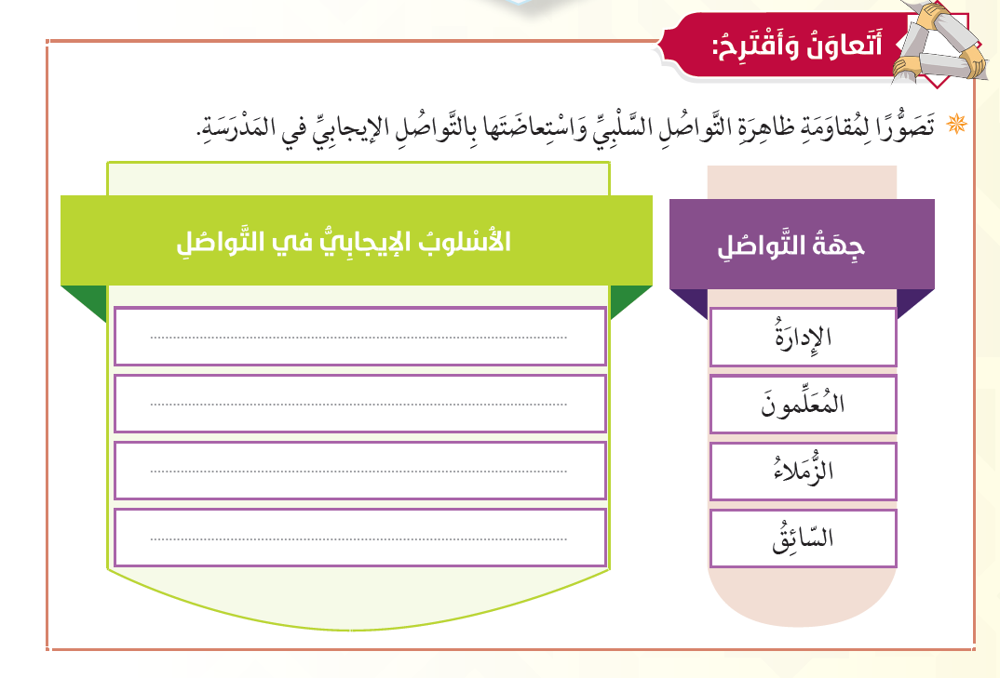 أَتَعاوَنُ وَأَقْتَرِحُ:
تَصَوُّرًا لِمُقاوَمَةِ ظاهِرَةِ التَّواصُلِ السَّلْبِيِّ وَاسْتِعاضَتَها بِالتَّواصُلِ الإيجابِيِّ في المَدْرَسَةِ.
جِهَةُ التَّواصُلِ
الأُسْلوبُ الإيجابِيُّ في التَّواصُلِ
الإِدارَةُ
المُعَلِّمونَ
الزُّمَلاءُ
السّائِقُ